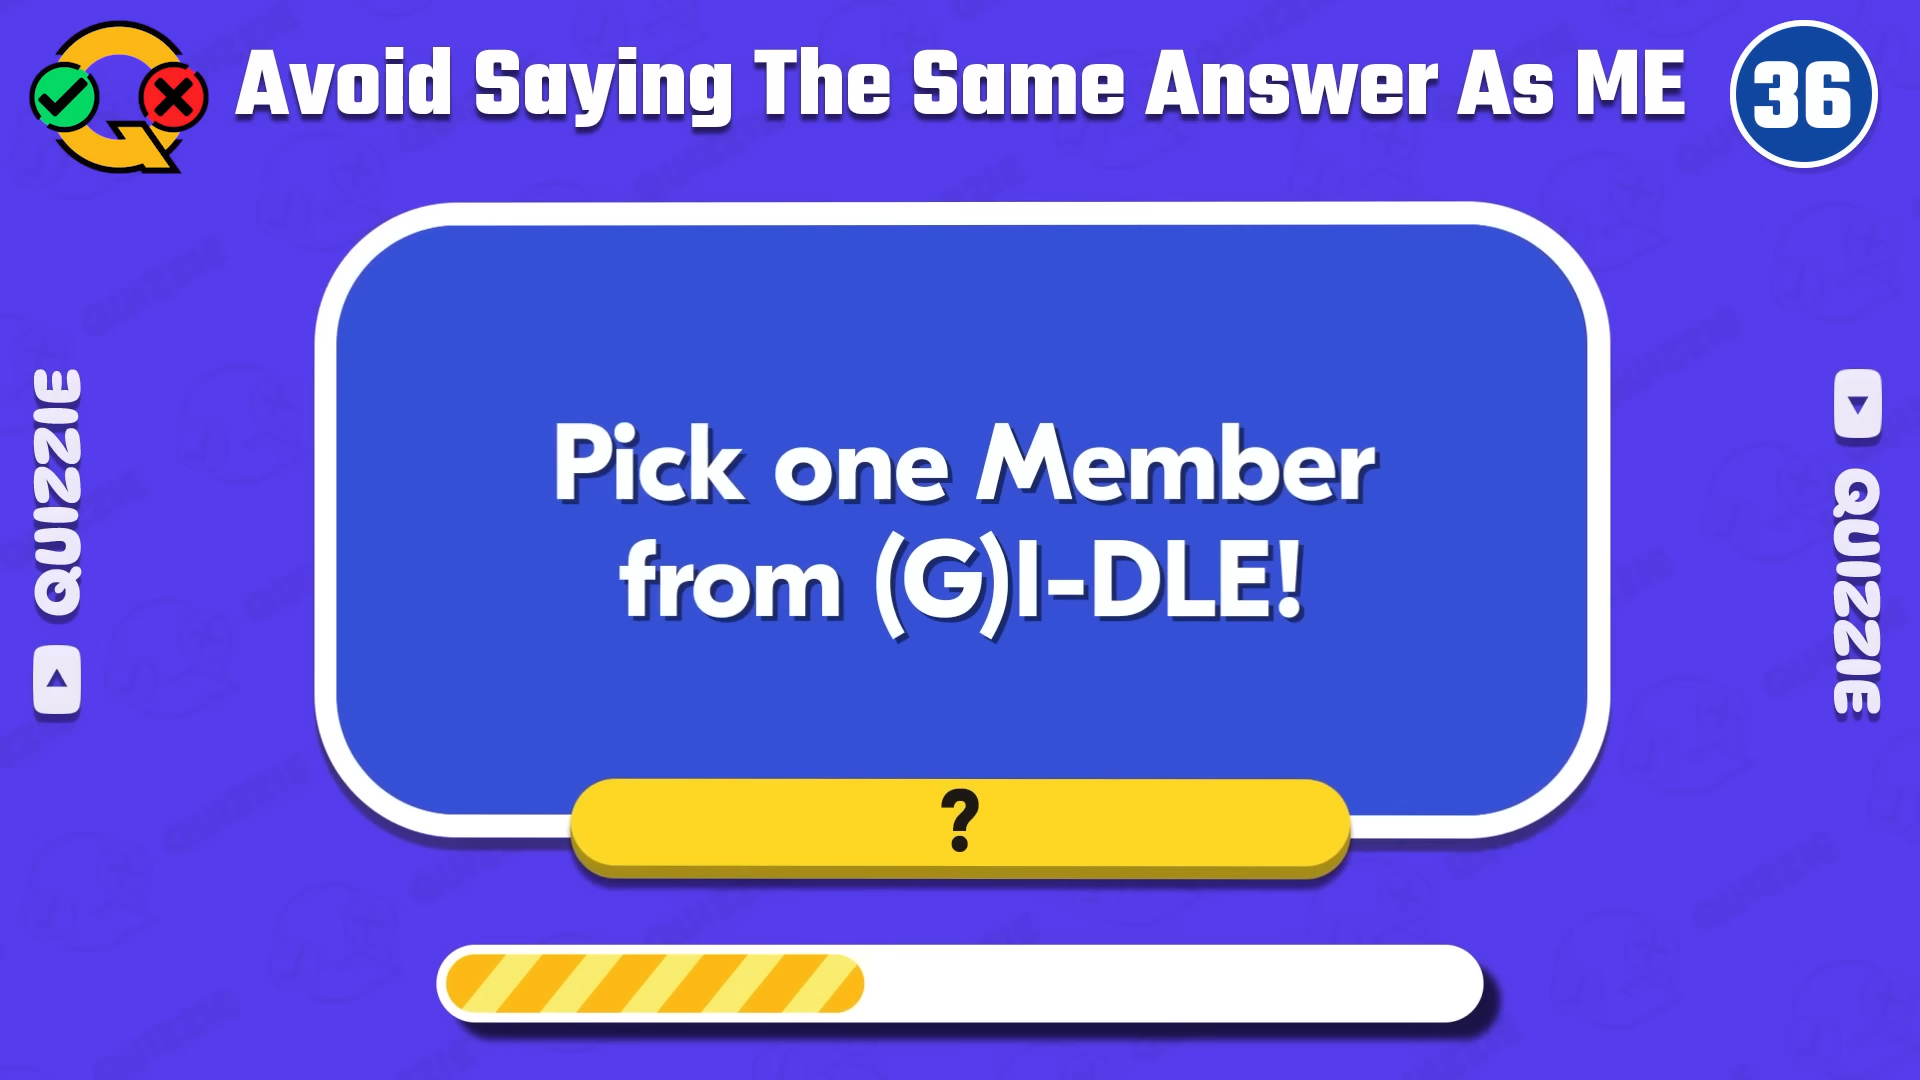 Avoid Saying The Same Answer As ME
36
QUIZZIE
Pick one Member
from (G)I-DLE!
QUIZZIE
?